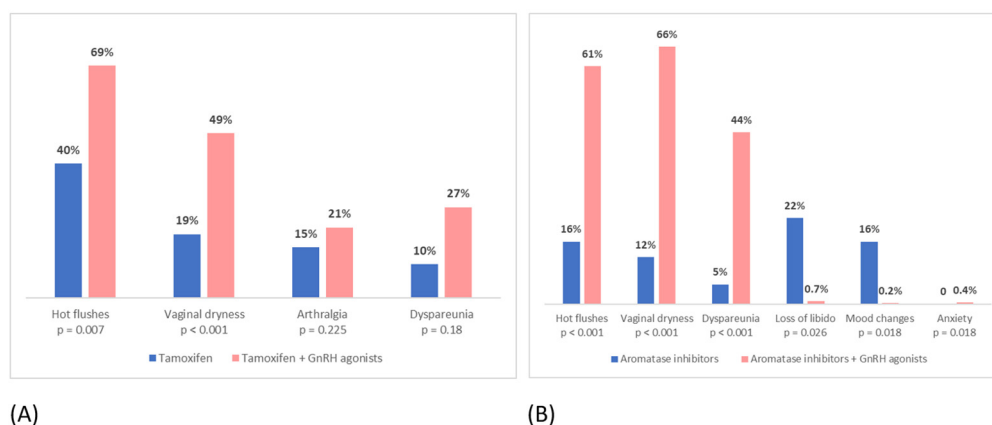 69%
40%
49%
19%
15%
21%
10%
27%
Hot flushes Vaginal dryness Arthralgia Dyspareunia
p = 0.007 p < 0.001 p = 0.225 p = 0.18
Tamoxifen Tamoxifen + GnRH agonists
(A)
61%
66%
44%
16%
12%
5%
22%
0.7%
16%
0.2%
0
0.4%
Hot flushes Vaginal dryness Dyspareunia Loss of libido Mood changes Anxiety
p < 0.001 p < 0.001 p < 0.001 p = 0.026 p = 0.018 p = 0.018
Aromatase inhibitors Aromatase inhibitors + GnRH agonists
(B)